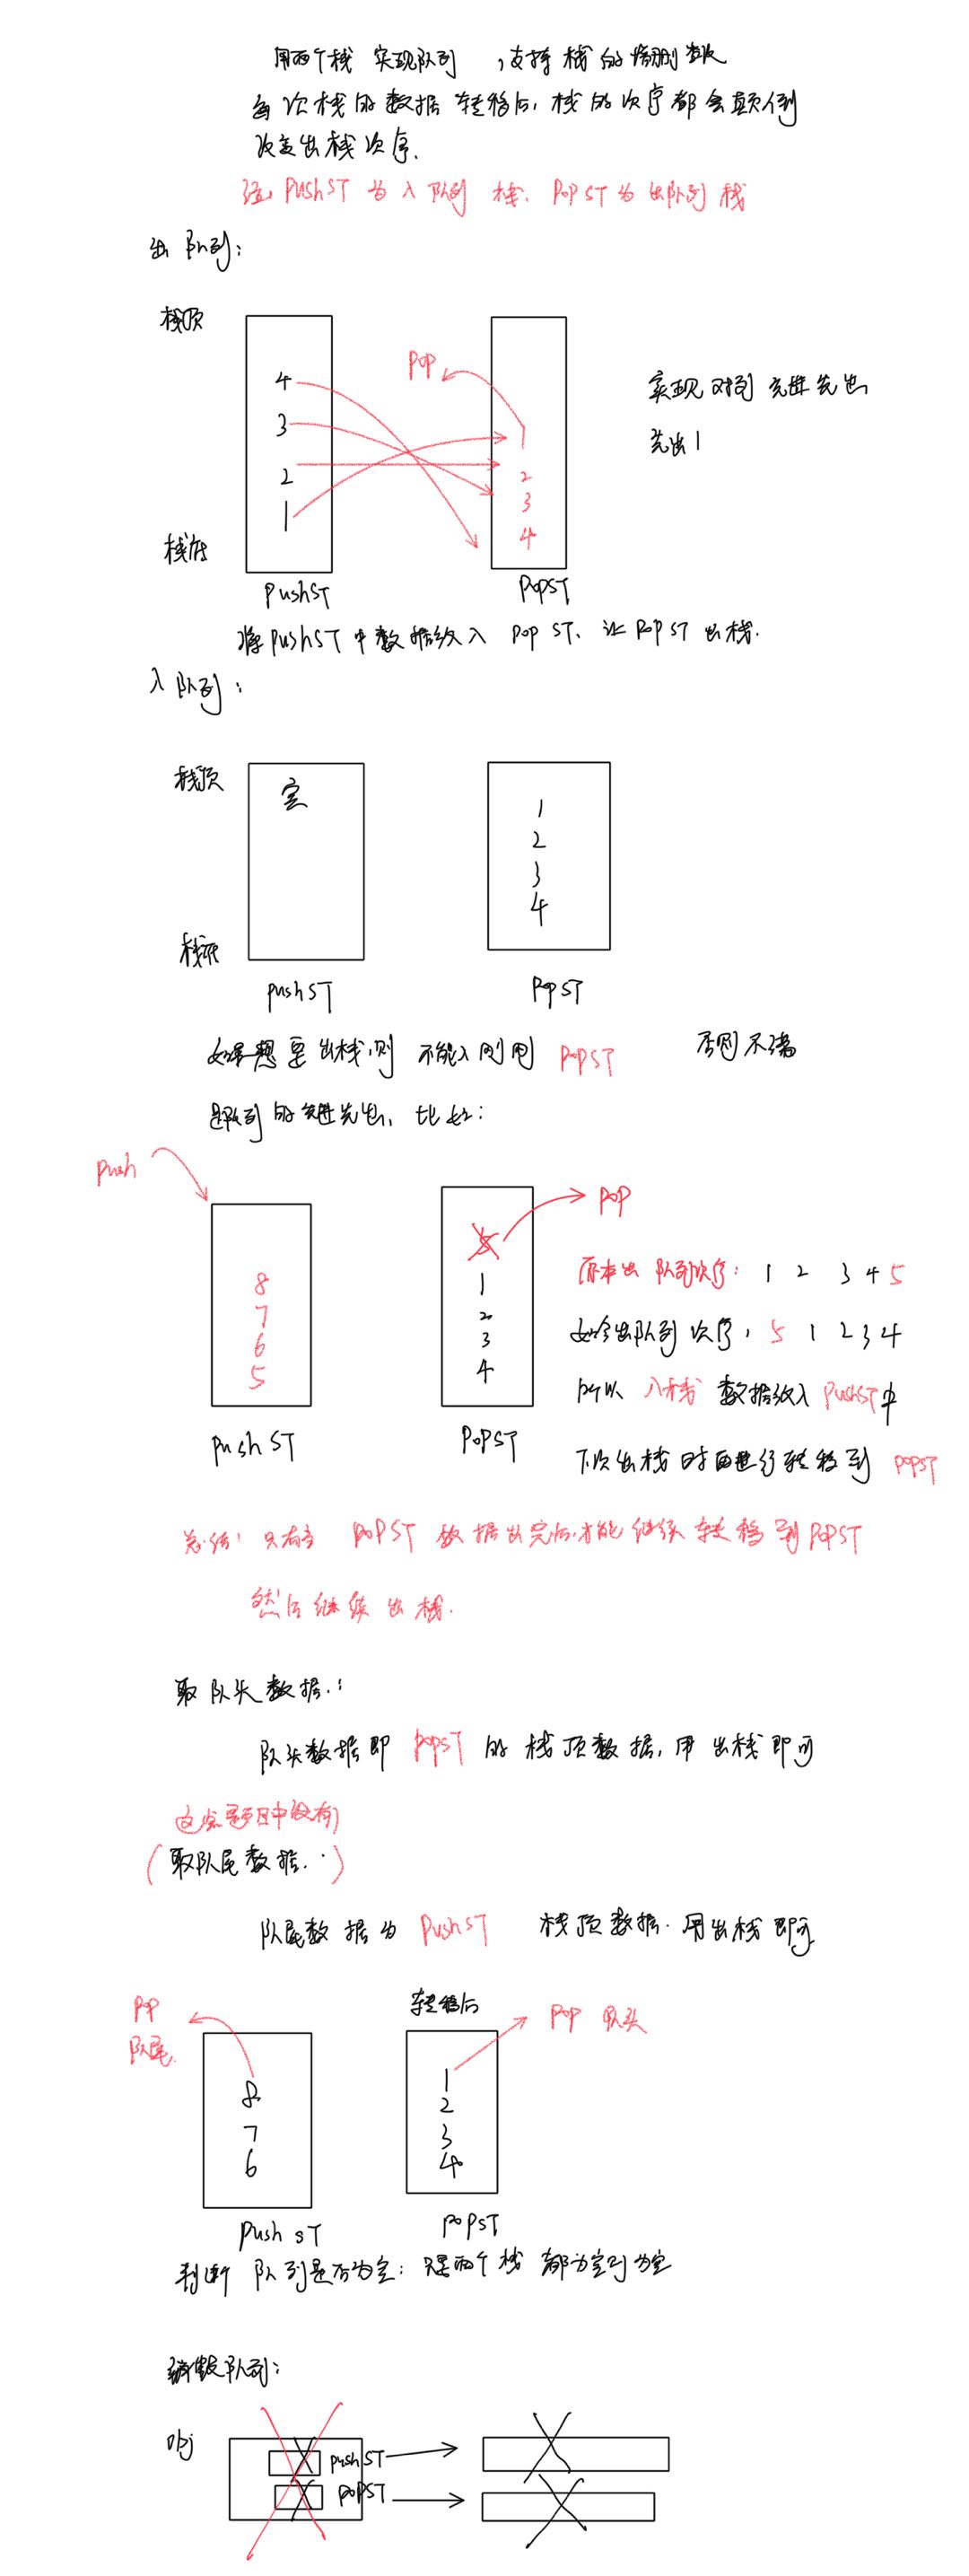 用两个栈 实现队列 ,支持 栈的增删查改
每次栈的数据 转移后, 栈的次序都会颠倒
改变出栈次序.
注: PushST 为入队列 栈. PopST为出队列栈
出队列:
栈顶
Pop
4
3
2
1
1
2
3
4
实现队列 先进先出
先出1
栈底
PushST
PopST
将PushST中数据放入 PopST. 让PopST出栈.
入队列:
栈顶
空
1
2
3
4
栈底
pushST
PopST
如果想要出栈,则 不能入 PopST 否则不满
足队列的先进先出, 比如:
Push
Pop
8
7
6
5
5
1
2
3
4
原本出队列次序: 1 2 3 4 5
如今出队列次序: 5 1 2 3 4
所以 入栈 数据放入 PushST中
下次出栈时再进行转移到 PopST
pushST
PoPST
总结: 只有 PoPST 数据出完后,才能继续转移到PoPST
然后继续出栈.
取队头数据.:
队头数据即 PopST 的栈顶数据, 用出栈即可
这点题目中没有
(取队尾数据.)
队尾数据为 PushST 栈顶数据. 用出栈即可
Pop
队尾.
转移后
Pop 队头
8
7
6
1
2
3
4
Push ST
PopST
判断 队列是否为空: 只要两个栈 都为空则为空
销毁队列:
obj
pushST
PoPST